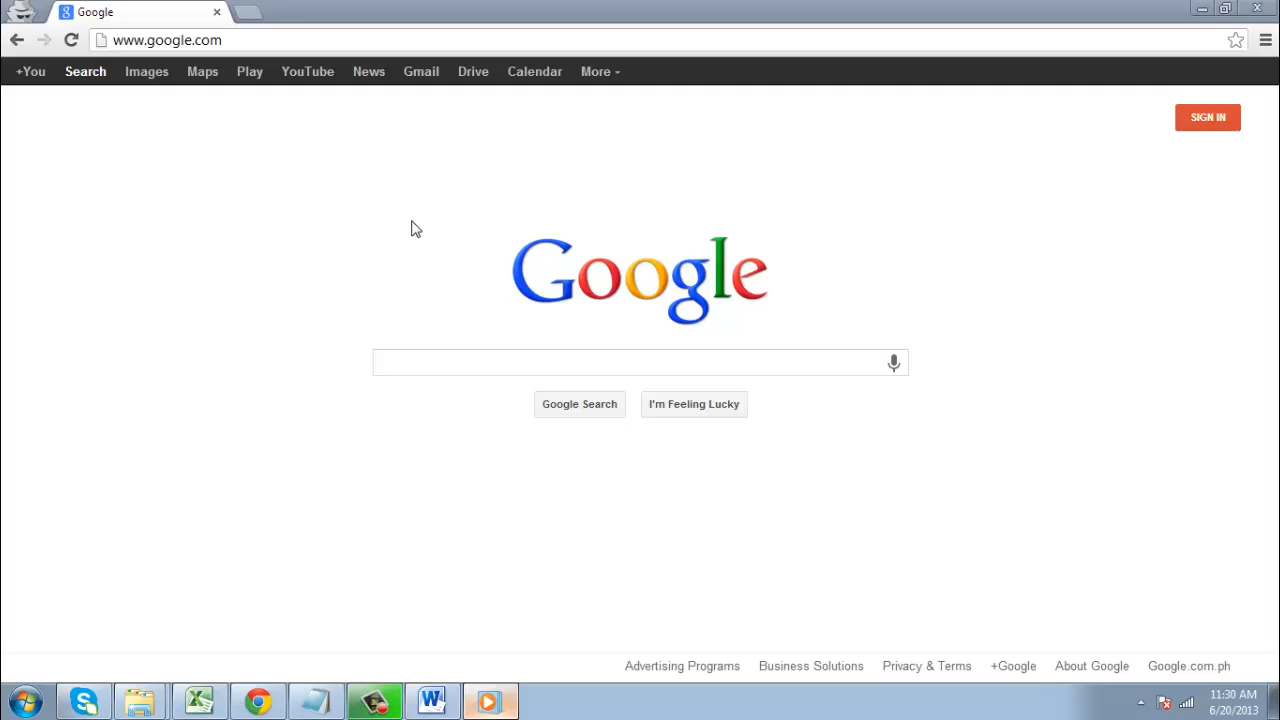 Google
www.google.com
+You Search Images Maps Play YouTube News Gmail Drive Calendar More
SIGN IN
Google
Google Search I'm Feeling Lucky
Advertising Programs Business Solutions Privacy & Terms +Google About Google Google.com.ph
11:30 AM
6/20/2013